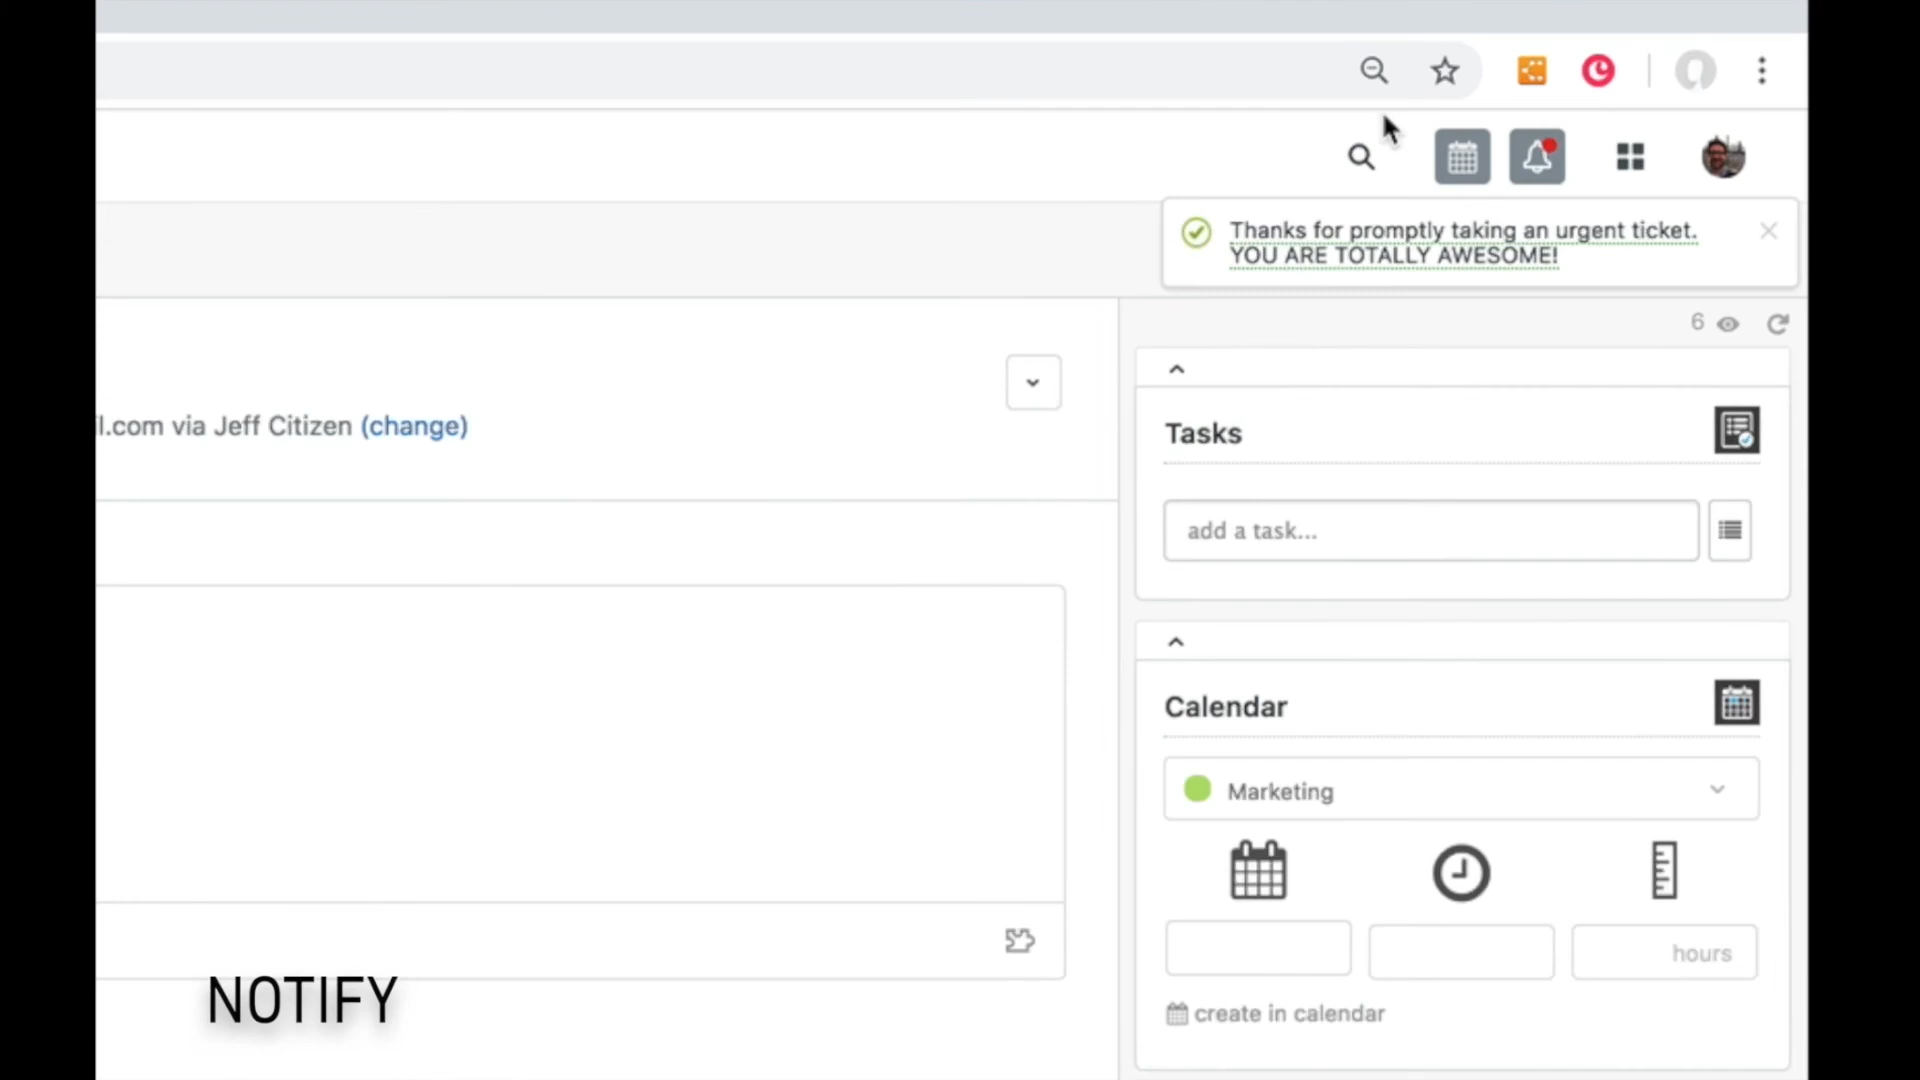 Thanks for promptly taking an urgent ticket.
YOU ARE TOTALLY AWESOME!
6
l.com via Jeff Citizen (change)
Tasks
add a task...
Calendar
Marketing
hours
create in calendar
NOTIFY